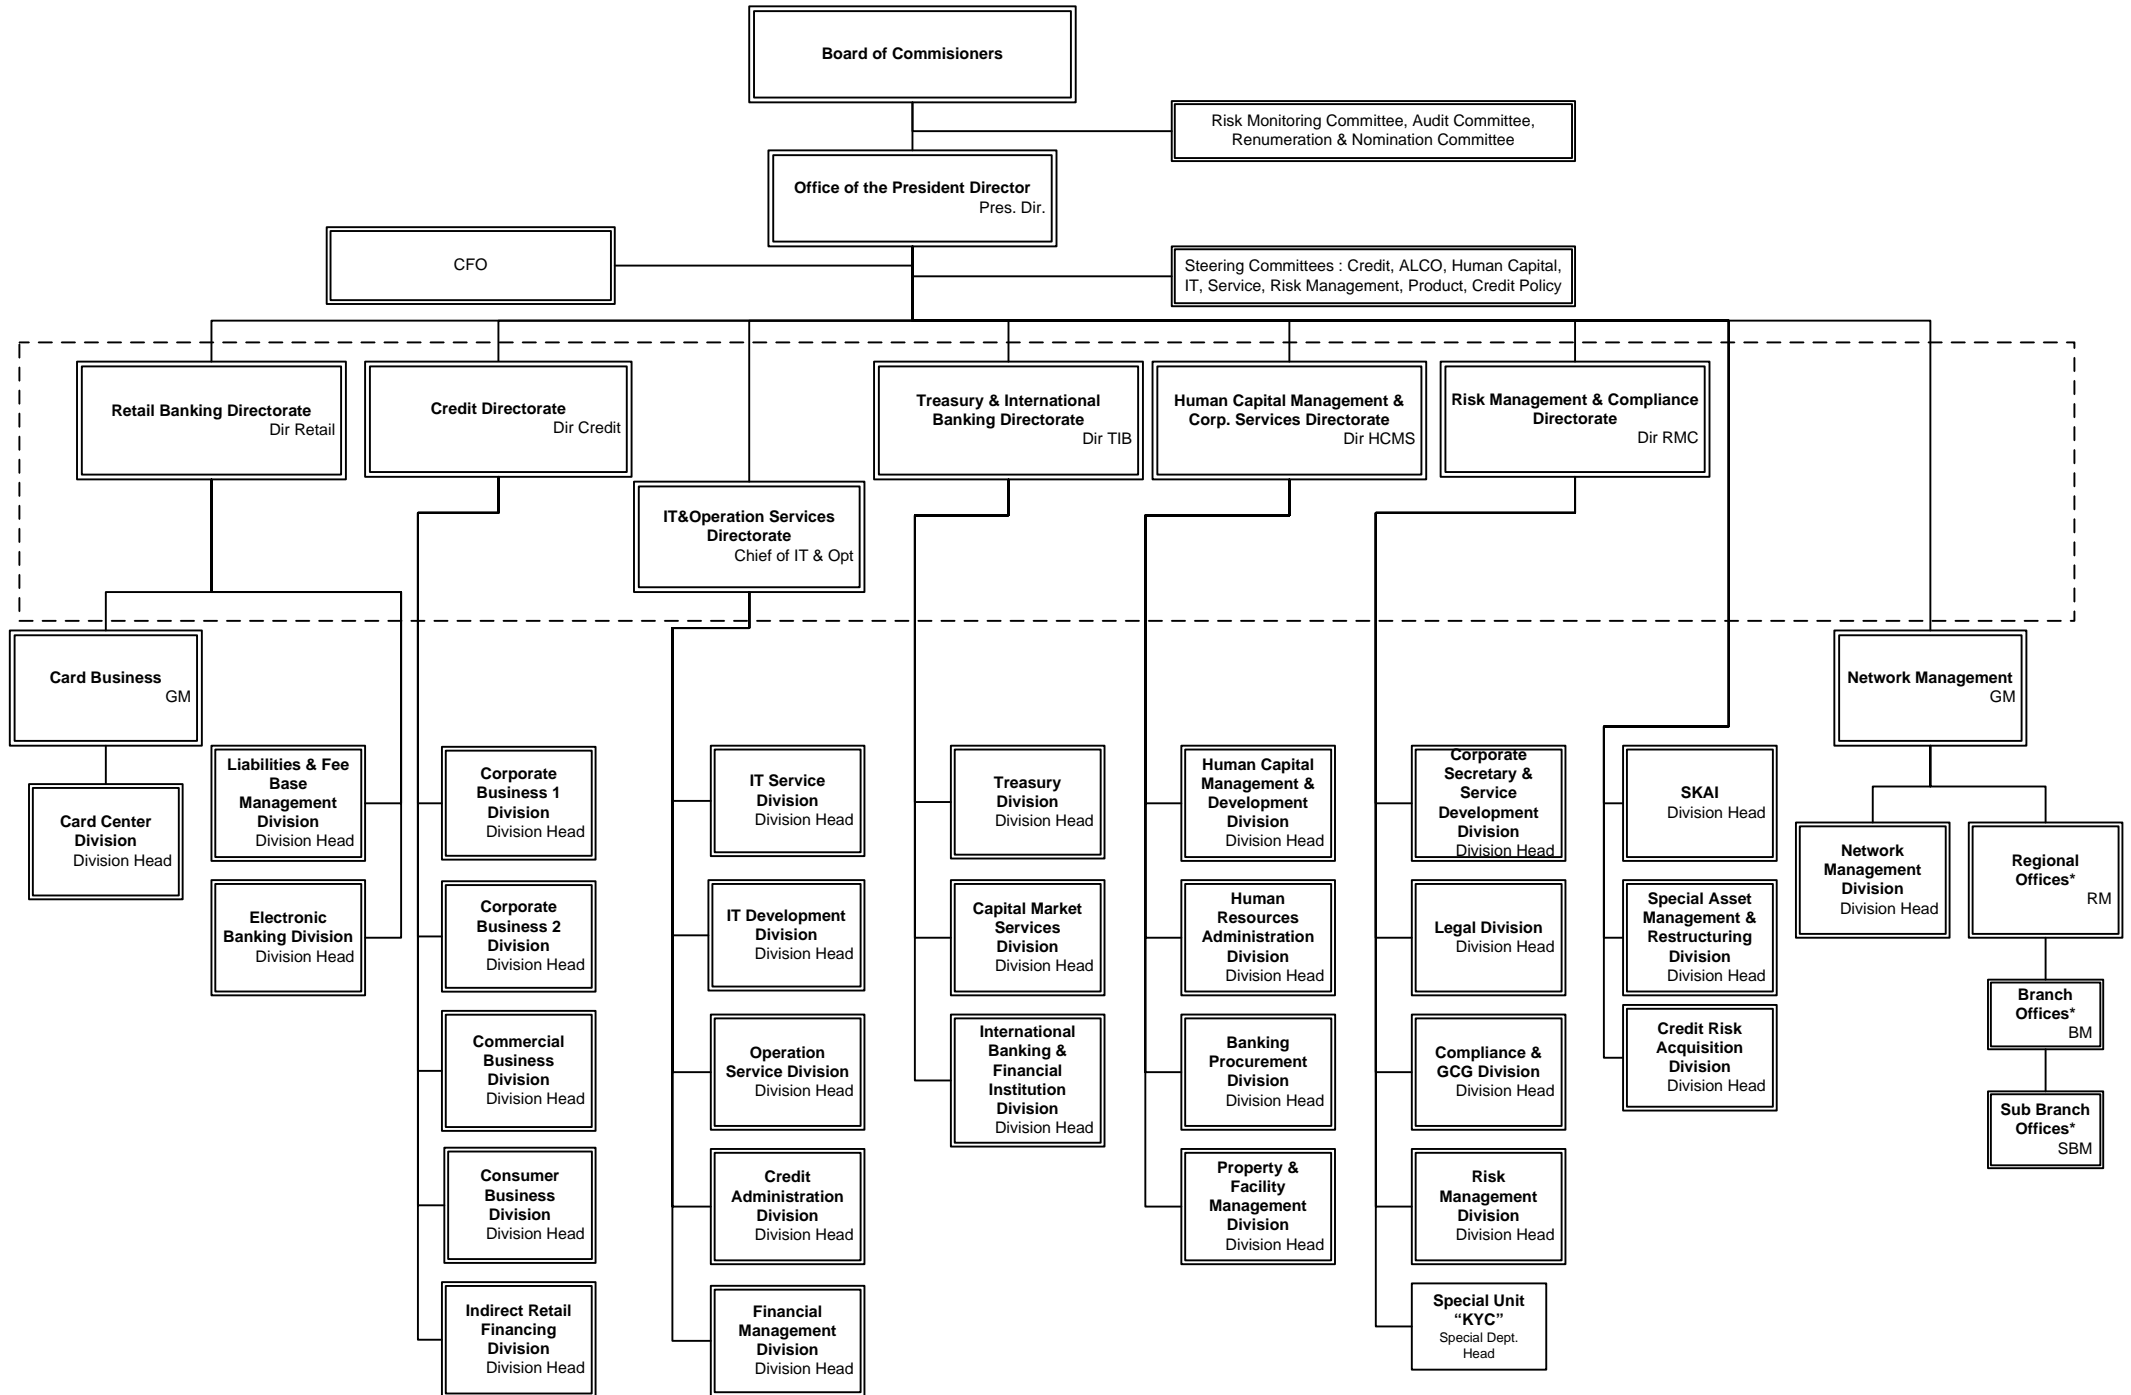 Board of Commisioners
Risk Monitoring Committee, Audit Committee,
Renumeration & Nomination Committee
Office of the President Director
Pres. Dir.
CFO
Steering Committees : Credit, ALCO, Human Capital,
IT, Service, Risk Management, Product, Credit Policy
Retail Banking Directorate
Dir Retail
Credit Directorate
Dir Credit
IT&Operation Services
Directorate
Chief of IT & Opt
Treasury & International
Banking Directorate
Dir TIB
Human Capital Management &
Corp. Services Directorate
Dir HCMS
Risk Management & Compliance
Directorate
Dir RMC
Card Business
GM
Network Management
GM
Card Center
Division
Division Head
Liabilities & Fee
Base
Management
Division
Division Head
Electronic
Banking Division
Division Head
Corporate
Business 1
Division
Division Head
Corporate
Business 2
Division
Division Head
Commercial
Business
Division
Division Head
Consumer
Business
Division
Division Head
Indirect Retail
Financing
Division
Division Head
IT Service
Division
Division Head
IT Development
Division
Division Head
Operation
Service Division
Division Head
Credit
Administration
Division
Division Head
Financial
Management
Division
Division Head
Treasury
Division
Division Head
Capital Market
Services
Division
Division Head
International
Banking &
Financial
Institution
Division
Division Head
Human Capital
Management &
Development
Division
Division Head
Human
Resources
Administration
Division
Division Head
Banking
Procurement
Division
Division Head
Property &
Facility
Management
Division
Division Head
Corporate
Secretary &
Service
Development
Division
Division Head
Legal Division
Division Head
Compliance &
GCG Division
Division Head
Risk
Management
Division
Division Head
Special Unit
“KYC”
Special Dept.
Head
SKAI
Division Head
Special Asset
Management &
Restructuring
Division
Division Head
Credit Risk
Acquisition
Division
Division Head
Network
Management
Division
Division Head
Regional
Offices*
RM
Branch
Offices*
BM
Sub Branch
Offices*
SBM